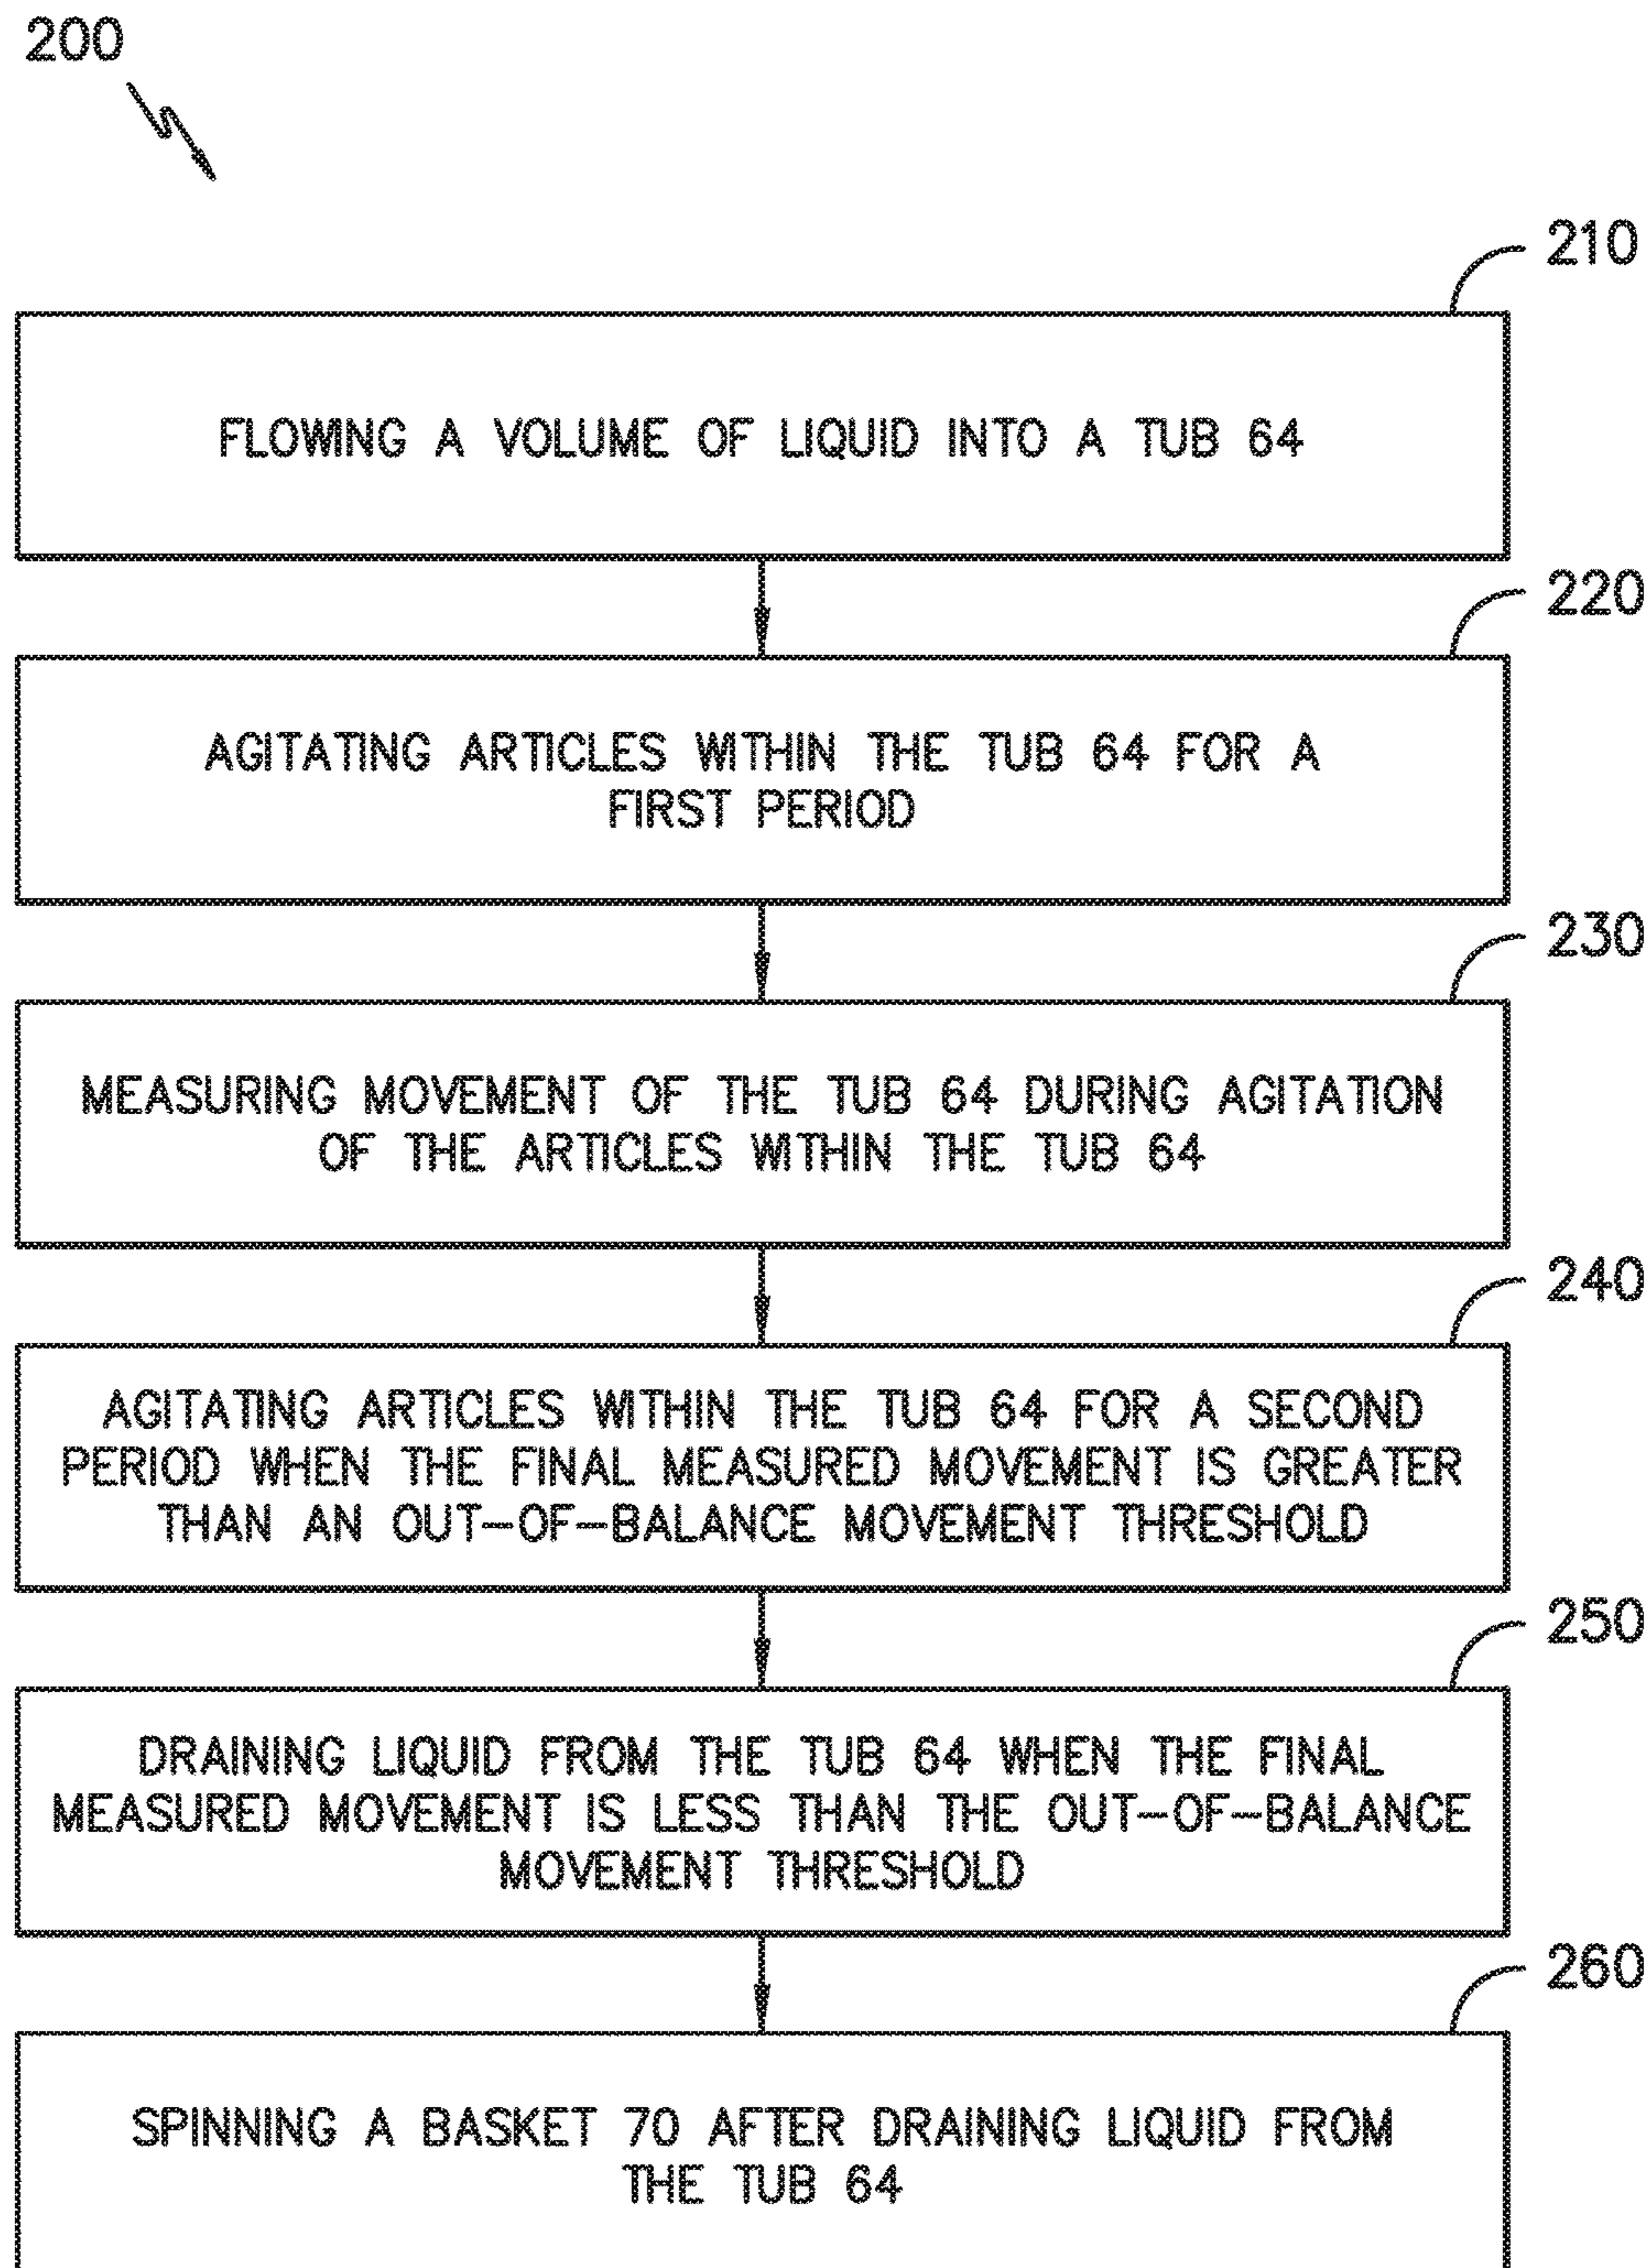 200
210
FLOWING A VOLUME OF LIQUID INTO A TUB 64
220
AGITATING ARTICLES WITHIN THE TUB 64 FOR A
FIRST PERIOD
230
MEASURING MOVEMENT OF THE TUB 64 DURING AGITATION
OF THE ARTICLES WITHIN THE TUB 64
240
AGITATING ARTICLES WITHIN THE TUB 64 FOR A SECOND
PERIOD WHEN THE FINAL MEASURED MOVEMENT IS GREATER
THAN AN OUT-OF-BALANCE MOVEMENT THRESHOLD
250
DRAINING LIQUID FROM THE TUB 64 WHEN THE FINAL
MEASURED MOVEMENT IS LESS THAN THE OUT-OF-BALANCE
MOVEMENT THRESHOLD
260
SPINNING A BASKET 70 AFTER DRAINING LIQUID FROM
THE TUB 64